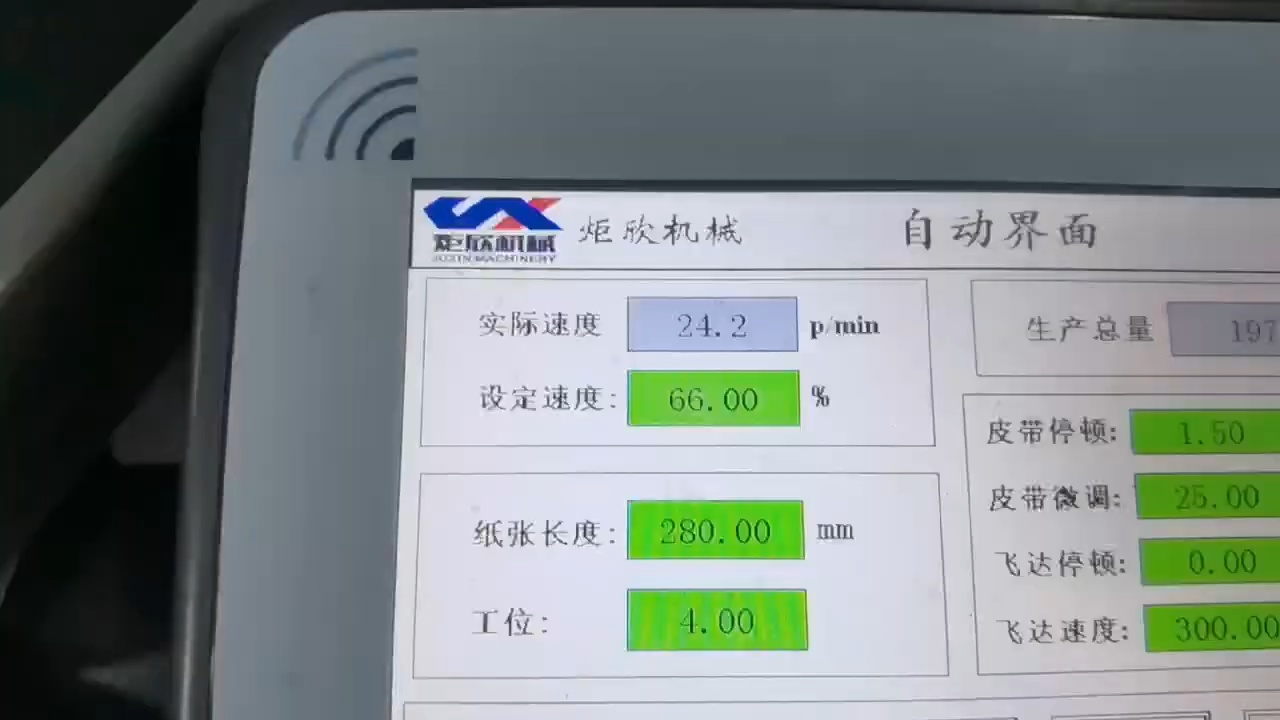 炬欣机械
JUXIN MACHINERY
炬欣机械
自动界面
实际速度 24.2 p/min
设定速度: 66.00 %
纸张长度: 280.00 mm
工位: 4.00
生产总量 197
皮带停顿: 1.50
皮带微调: 25.00
飞达停顿: 0.00
飞达速度: 300.00